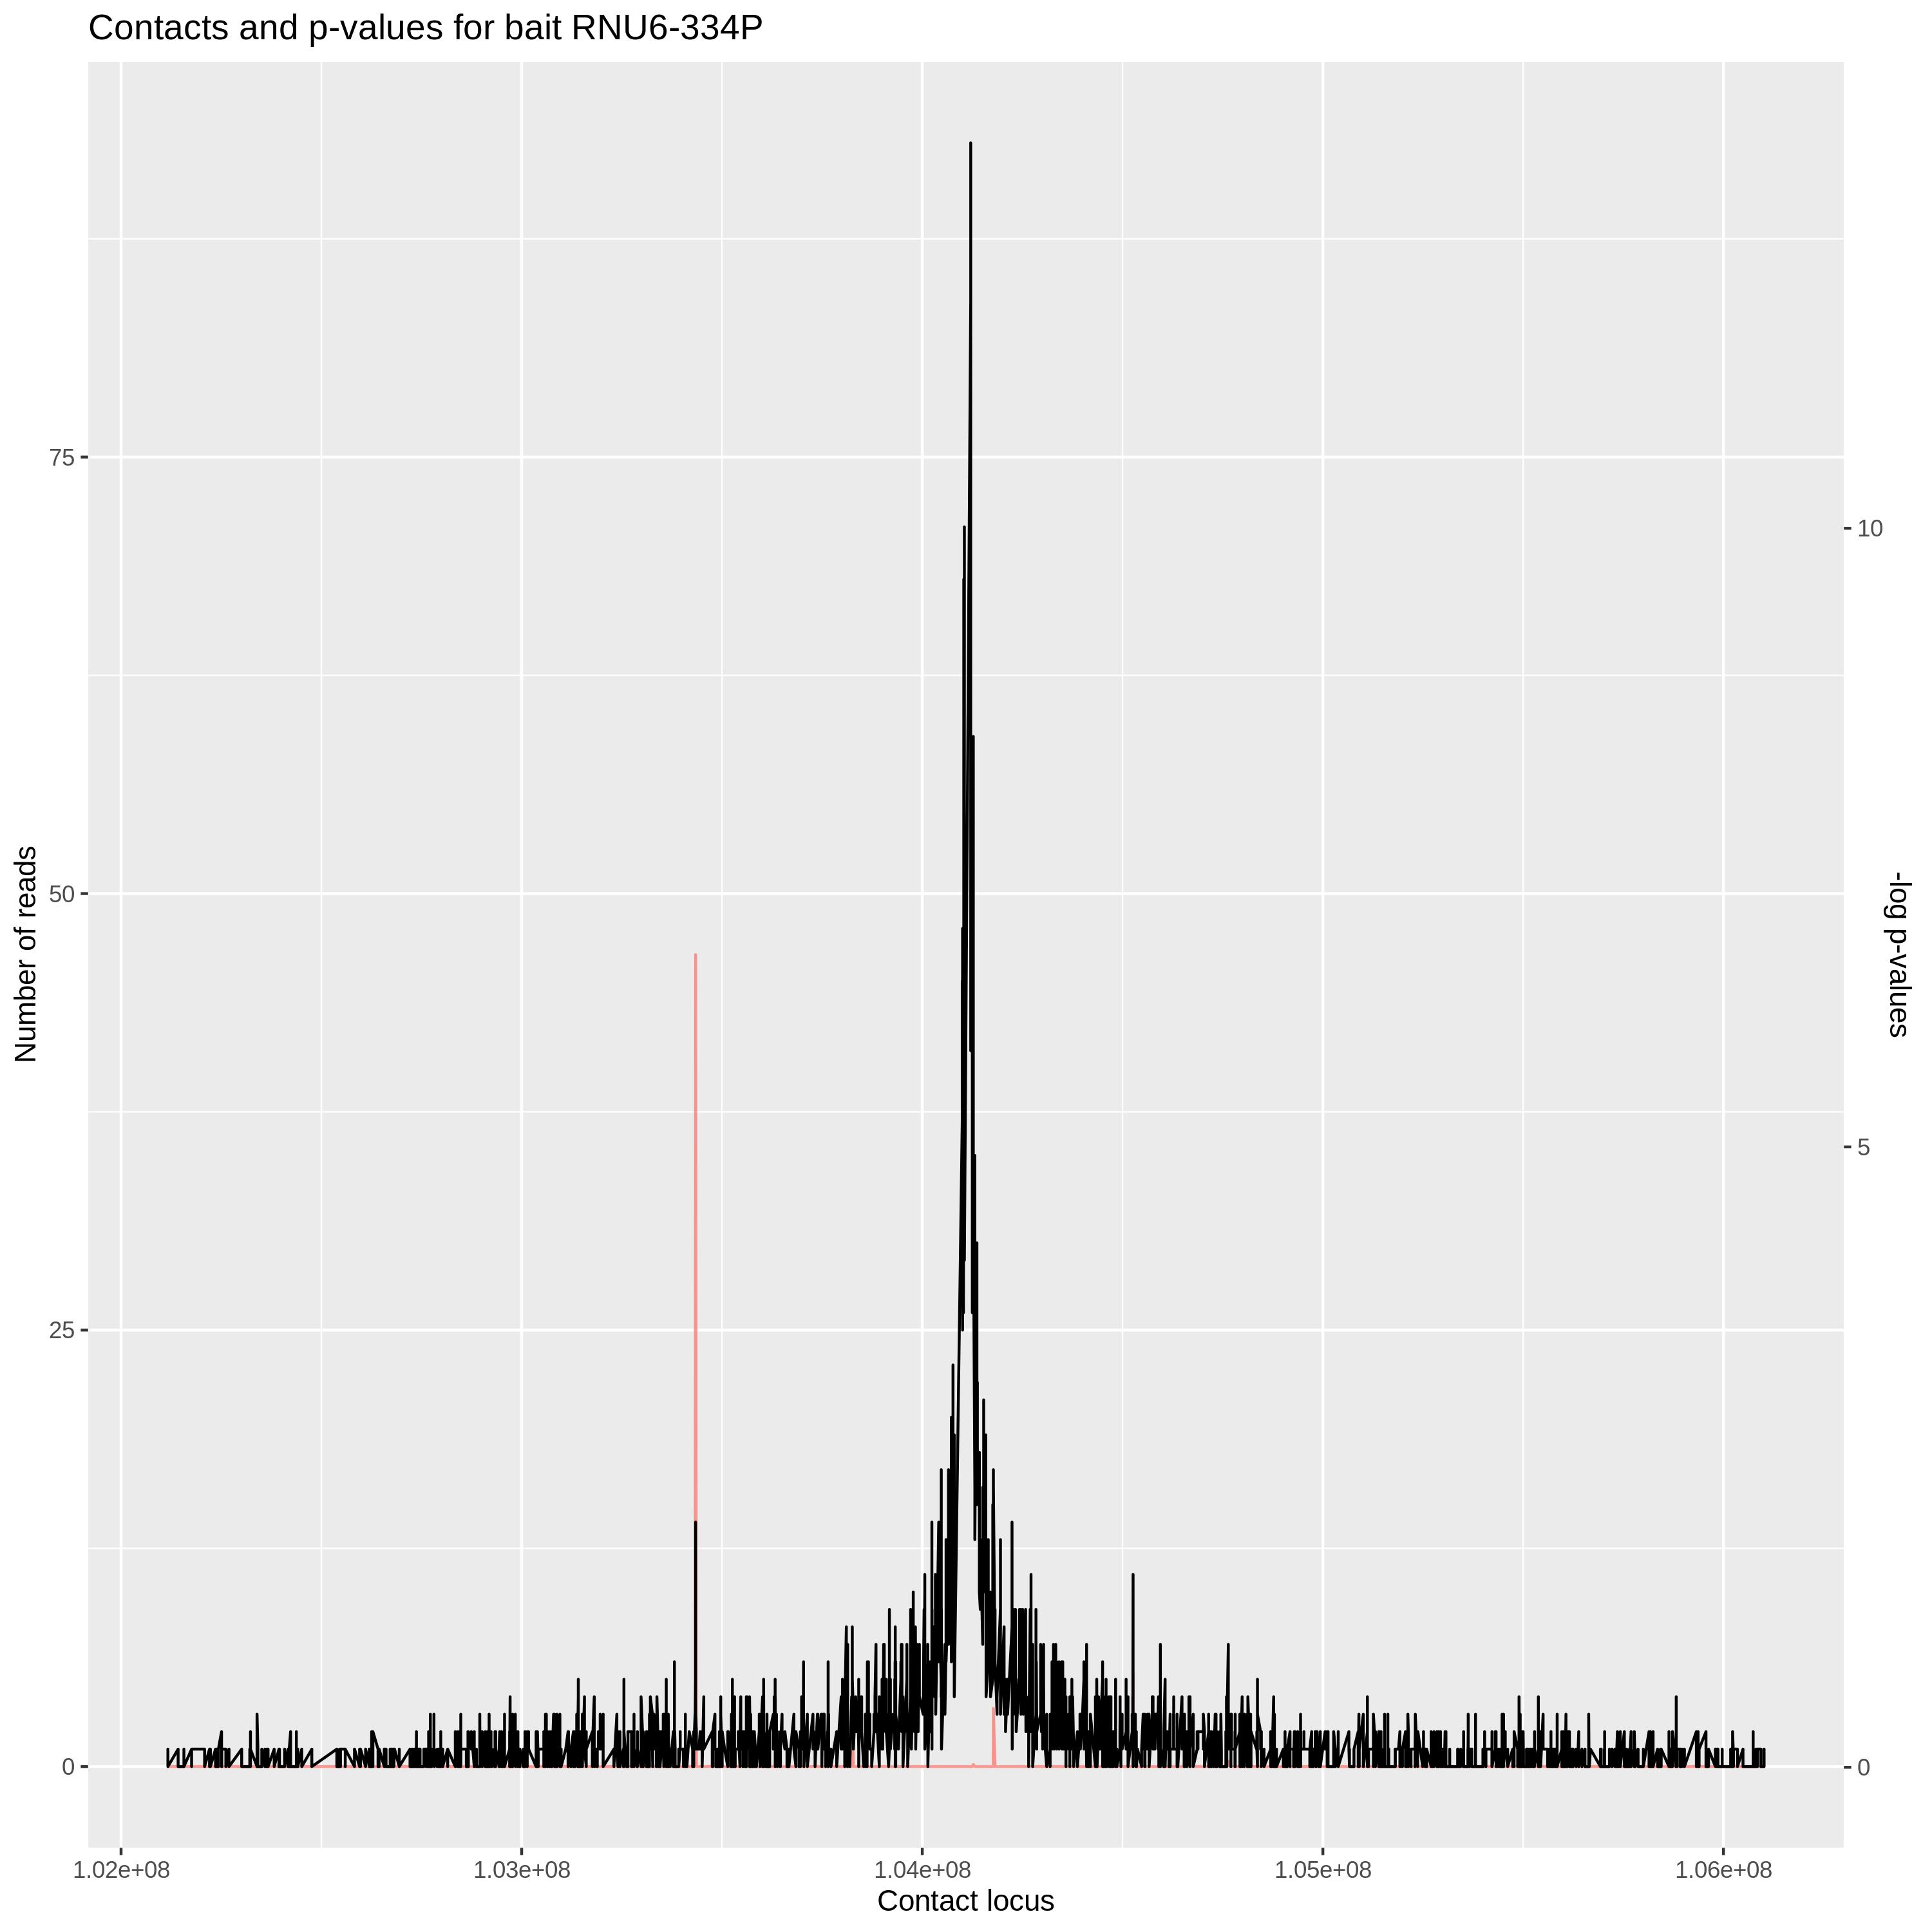 Contacts and p-values for bait RNU6-334P
75
50
25
0
10
5
0
Number of reads
-log p-values
1.02e+08
1.03e+08
1.04e+08
1.05e+08
1.06e+08
Contact locus